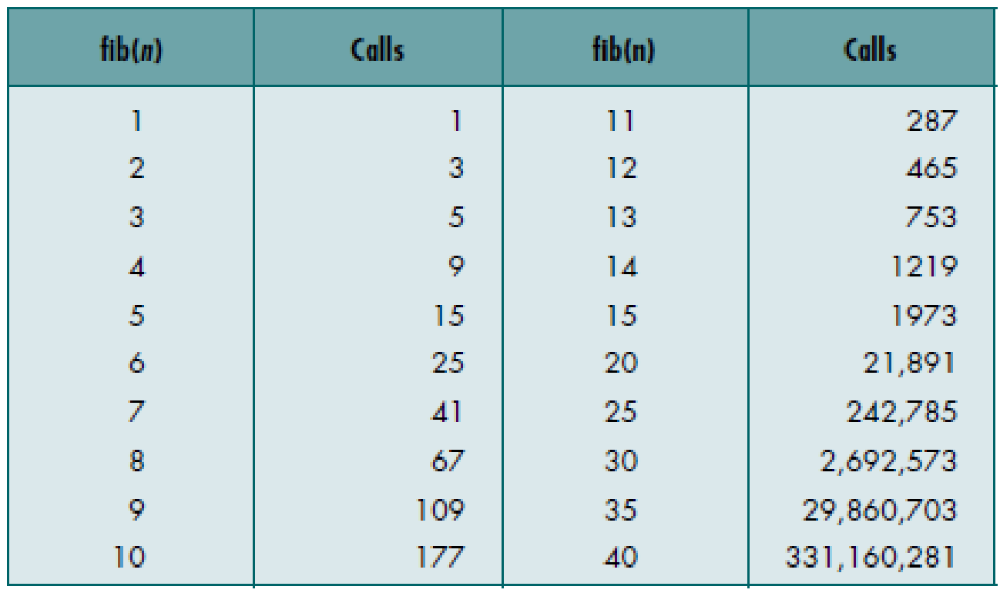 fib(n) Calls fib(n) Calls
1 1 11 287
2 3 12 465
3 5 13 753
4 9 14 1219
5 15 15 1973
6 25 20 21,891
7 41 25 242,785
8 67 30 2,692,573
9 109 35 29,860,703
10 177 40 331,160,281